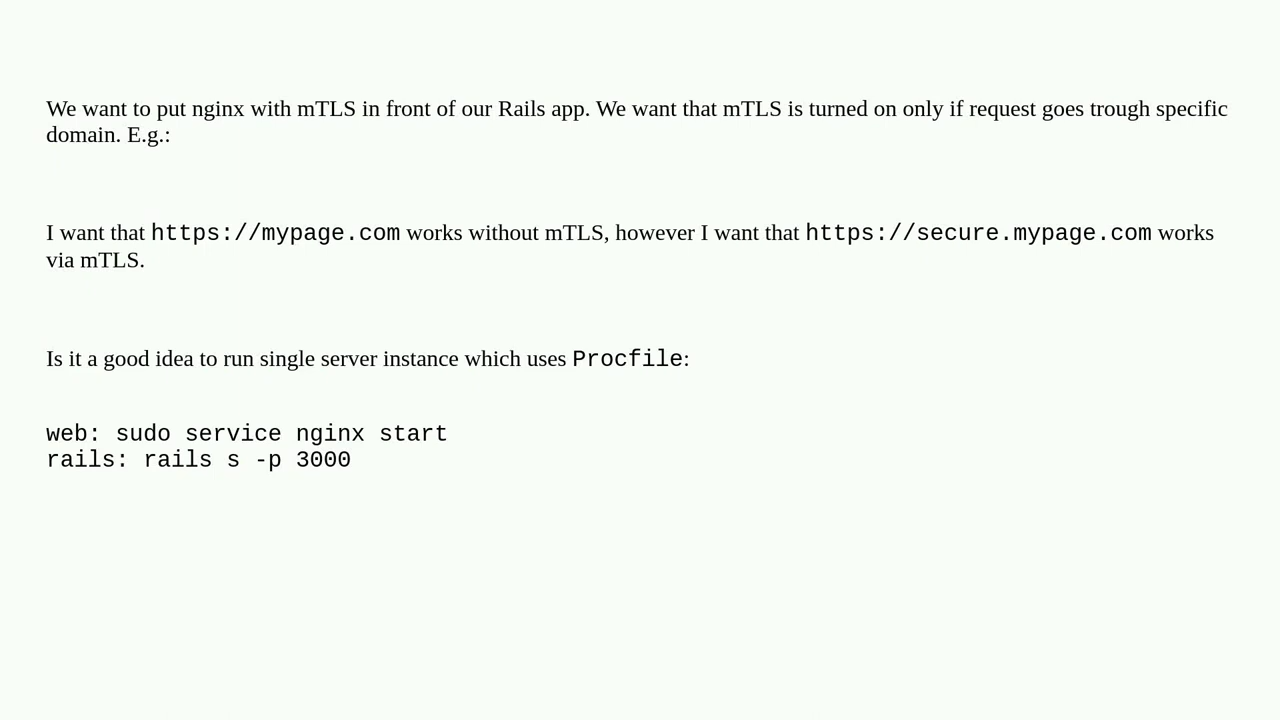 We want to put nginx with mTLS in front of our Rails app. We want that mTLS is turned on only if request goes trough specific
domain. E.g.:
I want that https://mypage.com works without mTLS, however I want that https://secure.mypage.com works
via mTLS.
Is it a good idea to run single server instance which uses Procfile:
web: sudo service nginx start
rails: rails s -p 3000